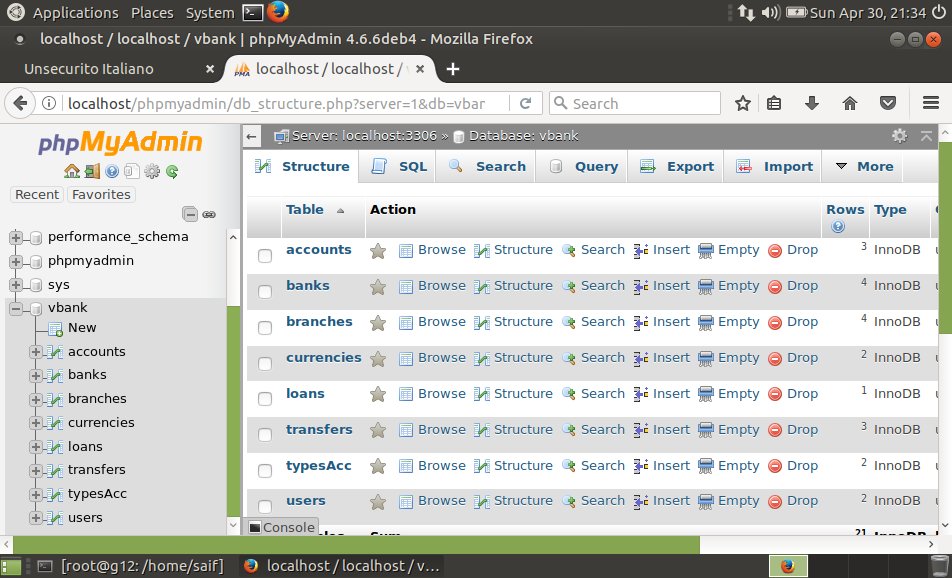 Applications Places System Sun Apr 30, 21:34
localhost / localhost / vbank | phpMyAdmin 4.6.6deb4 - Mozilla Firefox
Unsecurito Italiano × localhost / localhost / × +
localhost/phpmyadmin/db_structure.php?server=1&db=vbar Search
phpMyAdmin
Recent Favorites
performance_schema
phpmyadmin
sys
vbank
New
accounts
banks
branches
currencies
loans
transfers
typesAcc
users
Server: localhost:3306 » Database: vbank
Structure SQL Search Query Export Import More
Table Action Rows Type
accounts Browse Structure Search Insert Empty Drop 3 InnoDB
banks Browse Structure Search Insert Empty Drop 4 InnoDB
branches Browse Structure Search Insert Empty Drop 4 InnoDB
currencies Browse Structure Search Insert Empty Drop 2 InnoDB
loans Browse Structure Search Insert Empty Drop 1 InnoDB
transfers Browse Structure Search Insert Empty Drop 3 InnoDB
typesAcc Browse Structure Search Insert Empty Drop 2 InnoDB
users Browse Structure Search Insert Empty Drop 2 InnoDB
Sum 21 InnoDB
Console
[root@g12: /home/saif] localhost / localhost / v...